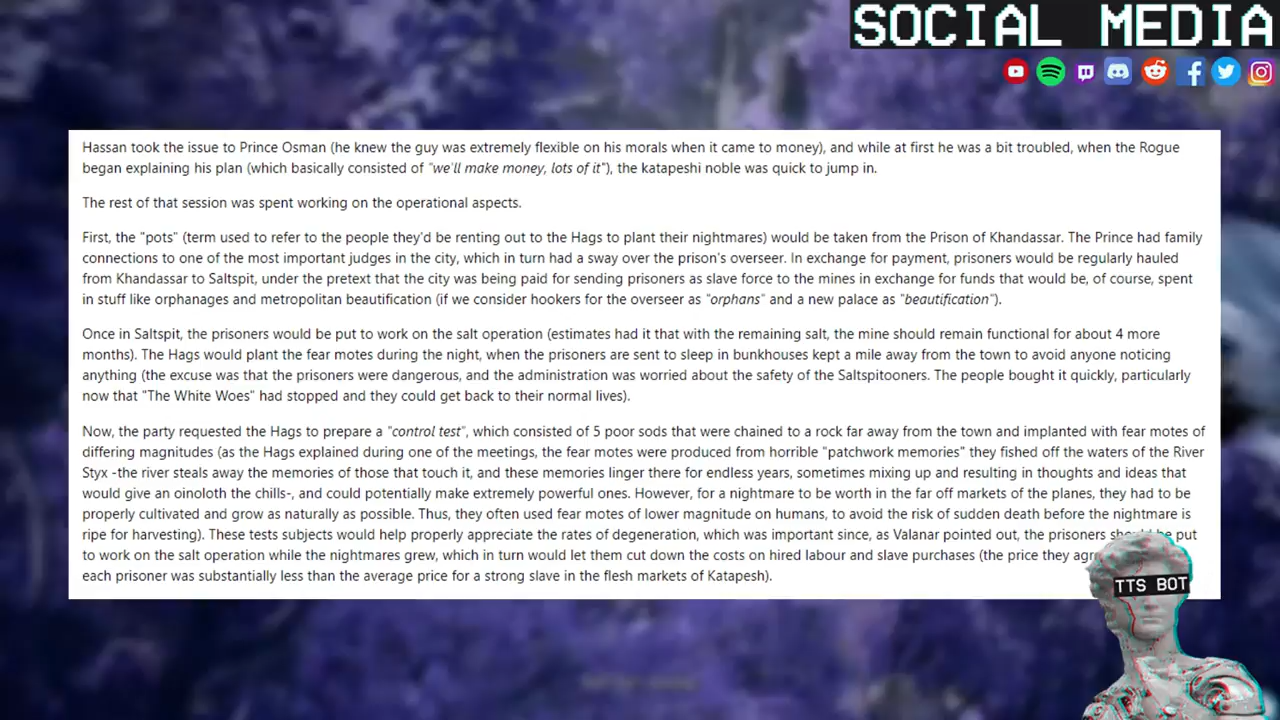 SOCIAL MEDIA
Hassan took the issue to Prince Osman (he knew the guy was extremely flexible on his morals when it came to money), and while at first he was a bit troubled, when the Rogue
began explaining his plan (which basically consisted of "we'll make money, lots of it"), the katapeshi noble was quick to jump in.
The rest of that session was spent working on the operational aspects.
First, the "pots" (term used to refer to the people they'd be renting out to the Hags to plant their nightmares) would be taken from the Prison of Khandassar. The Prince had family
connections to one of the most important judges in the city, which in turn had a sway over the prison's overseer. In exchange for payment, prisoners would be regularly hauled
from Khandassar to Saltspit, under the pretext that the city was being paid for sending prisoners as slave force to the mines in exchange for funds that would be, of course, spent
in stuff like orphanages and metropolitan beautification (if we consider hookers for the overseer as "orphans" and a new palace as "beautification").
Once in Saltspit, the prisoners would be put to work on the salt operation (estimates had it that with the remaining salt, the mine should remain functional for about 4 more
months). The Hags would plant the fear motes during the night, when the prisoners are sent to sleep in bunkhouses kept a mile away from the town to avoid anyone noticing
anything (the excuse was that the prisoners were dangerous, and the administration was worried about the safety of the Saltspitooners. The people bought it quickly, particularly
now that "The White Woes" had stopped and they could get back to their normal lives).
Now, the party requested the Hags to prepare a "control test", which consisted of 5 poor sods that were chained to a rock far away from the town and implanted with fear motes of
differing magnitudes (as the Hags explained during one of the meetings, the fear motes were produced from horrible "patchwork memories" they fished off the waters of the River
Styx -the river steals away the memories of those that touch it, and these memories linger there for endless years, sometimes mixing up and resulting in thoughts and ideas that
would give an oinoloth the chills-, and could potentially make extremely powerful ones. However, for a nightmare to be worth in the far off markets of the planes, they had to be
properly cultivated and grow as naturally as possible. Thus, they often used fear motes of lower magnitude on humans, to avoid the risk of sudden death before the nightmare is
ripe for harvesting). These tests subjects would help properly appreciate the rates of degeneration, which was important since, as Valanar pointed out, the prisoners put
to work on the salt operation while the nightmares grew, which in turn would let them cut down the costs on hired labour and slave purchases (the price they
each prisoner was substantially less than the average price for a strong slave in the flesh markets of Katapesh).
TTS BOT